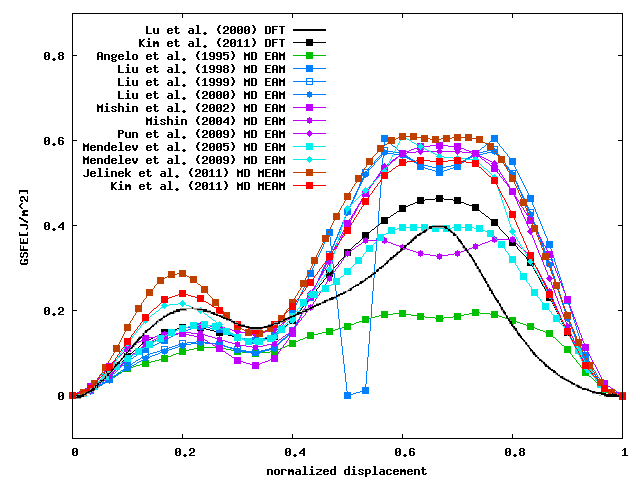 Lu et al. (2000) DFT
Kim et al. (2011) DFT
Angelo et al. (1995) MD EAM
Liu et al. (1998) MD EAM
Liu et al. (1999) MD EAM
Liu et al. (2000) MD EAM
Mishin et al. (2002) MD EAM
Mishin (2004) MD EAM
Pun et al. (2009) MD EAM
Mendelev et al. (2005) MD EAM
Mendelev et al. (2009) MD EAM
Jelinek et al. (2011) MD MEAM
Kim et al. (2011) MD MEAM
GSFE[J/m^2]
0.8
0.6
0.4
0.2
0
0
0.2
0.4
0.6
0.8
1
normalized displacement